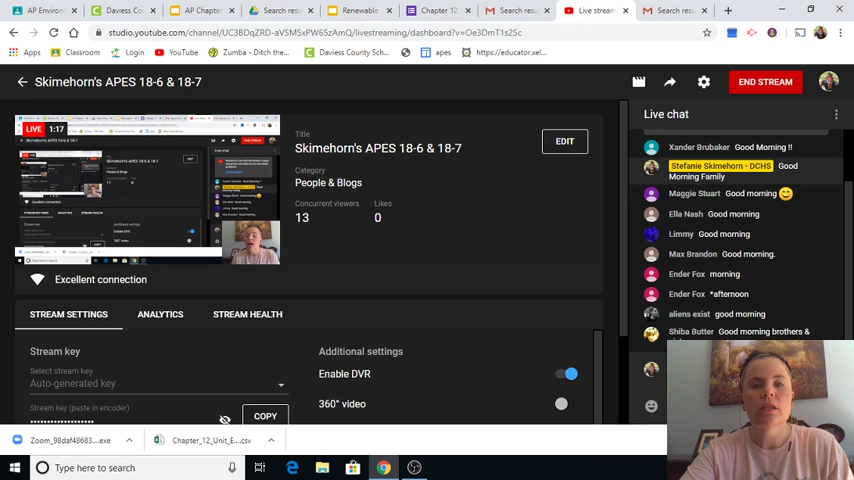 AP Environ
Daviess Cou
AP Chapter
Search resu
Renewable
Chapter 12
Search resu
Live stream
Search resu
studio.youtube.com/channel/UC3BDqZRD-aVSM5xPW65zAmQ/livestreaming/dashboard?v=Oe3DmT1s2Sc
Apps
Classroom
Login
YouTube
Zumba - Ditch the...
Daviess County Sch...
apes
https://educator.xel...
Skimehorn's APES 18-6 & 18-7
END STREAM
LIVE 1:17
Title
Skimehorn's APES 18-6 & 18-7
EDIT
Category
People & Blogs
Concurrent viewers
Likes
13
0
Excellent connection
STREAM SETTINGS
ANALYTICS
STREAM HEALTH
Stream key
Select stream key
Auto-generated key
Stream key (paste in encoder)
COPY
Additional settings
Enable DVR
360° video
Live chat
Xander Brubaker Good Morning !!
Stefanie Skimehorn - DCHS Good
Morning Family
Maggie Stuart Good morning
Ella Nash Good morning
Limmy Good morning
Max Brandon Good morning.
Ender Fox morning
Ender Fox *afternoon
aliens exist good morning
Shiba Butter Good morning brothers &
Zoom_98daf48683....exe
Chapter_12_Unit_E....csv
Type here to search